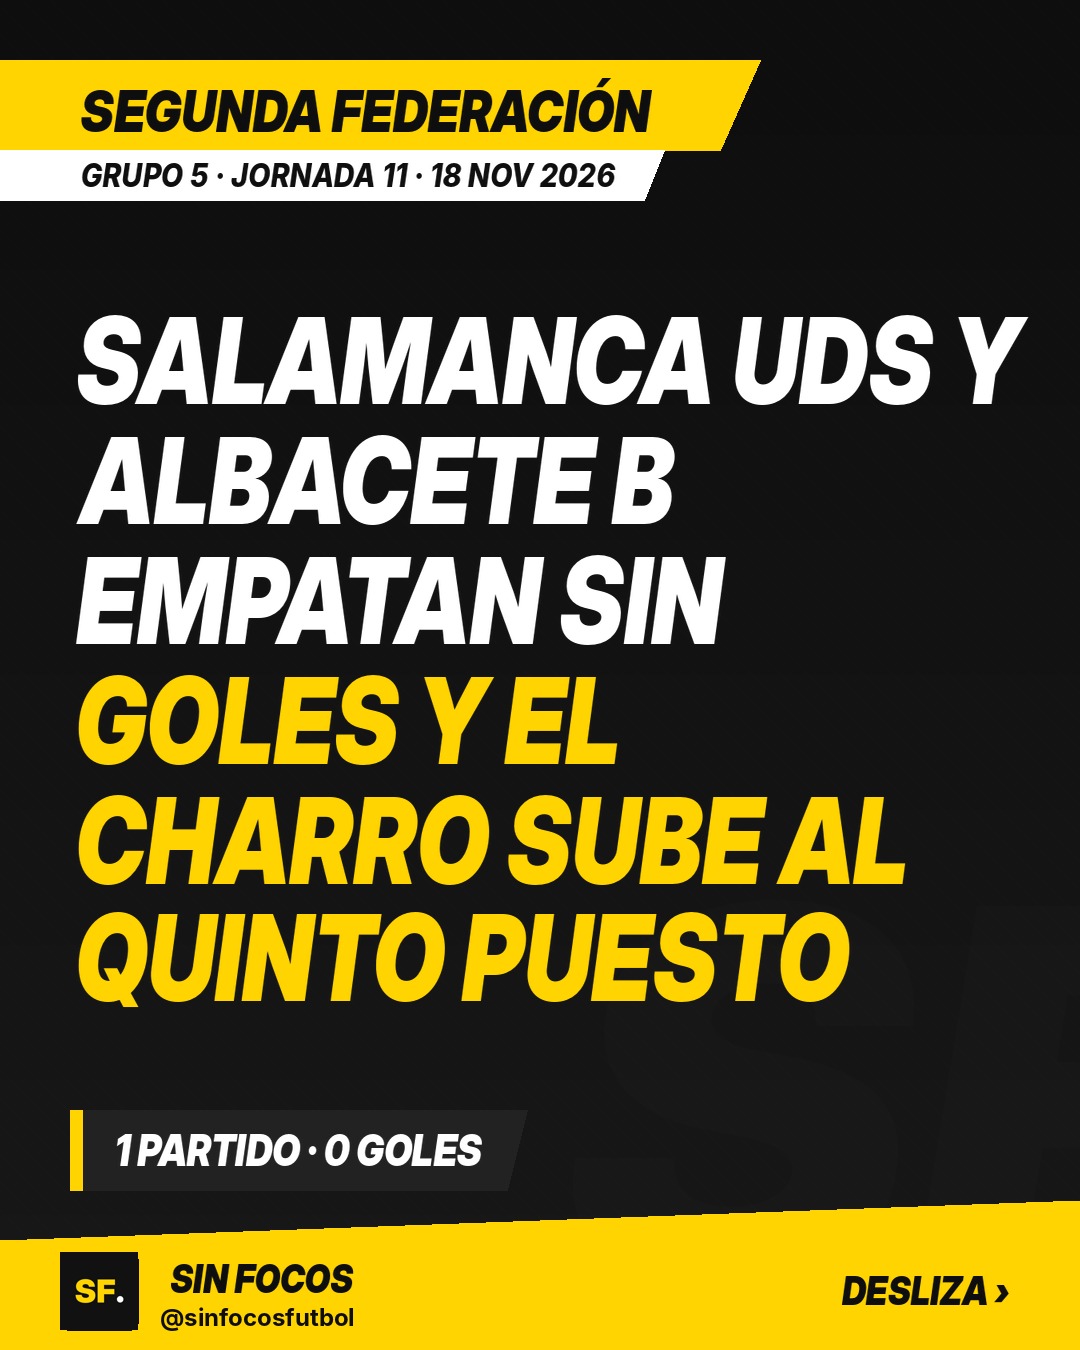 SEGUNDA FEDERACIÓN
GRUPO 5 · JORNADA 11 · 18 NOV 2026
SALAMANCA UDS Y
ALBACETE B
EMPATAN SIN
GOLES Y EL
CHARRO SUBE AL
QUINTO PUESTO
1 PARTIDO · 0 GOLES
SF.
SIN FOCOS
@sinfocosfutbol
DESLIZA ›